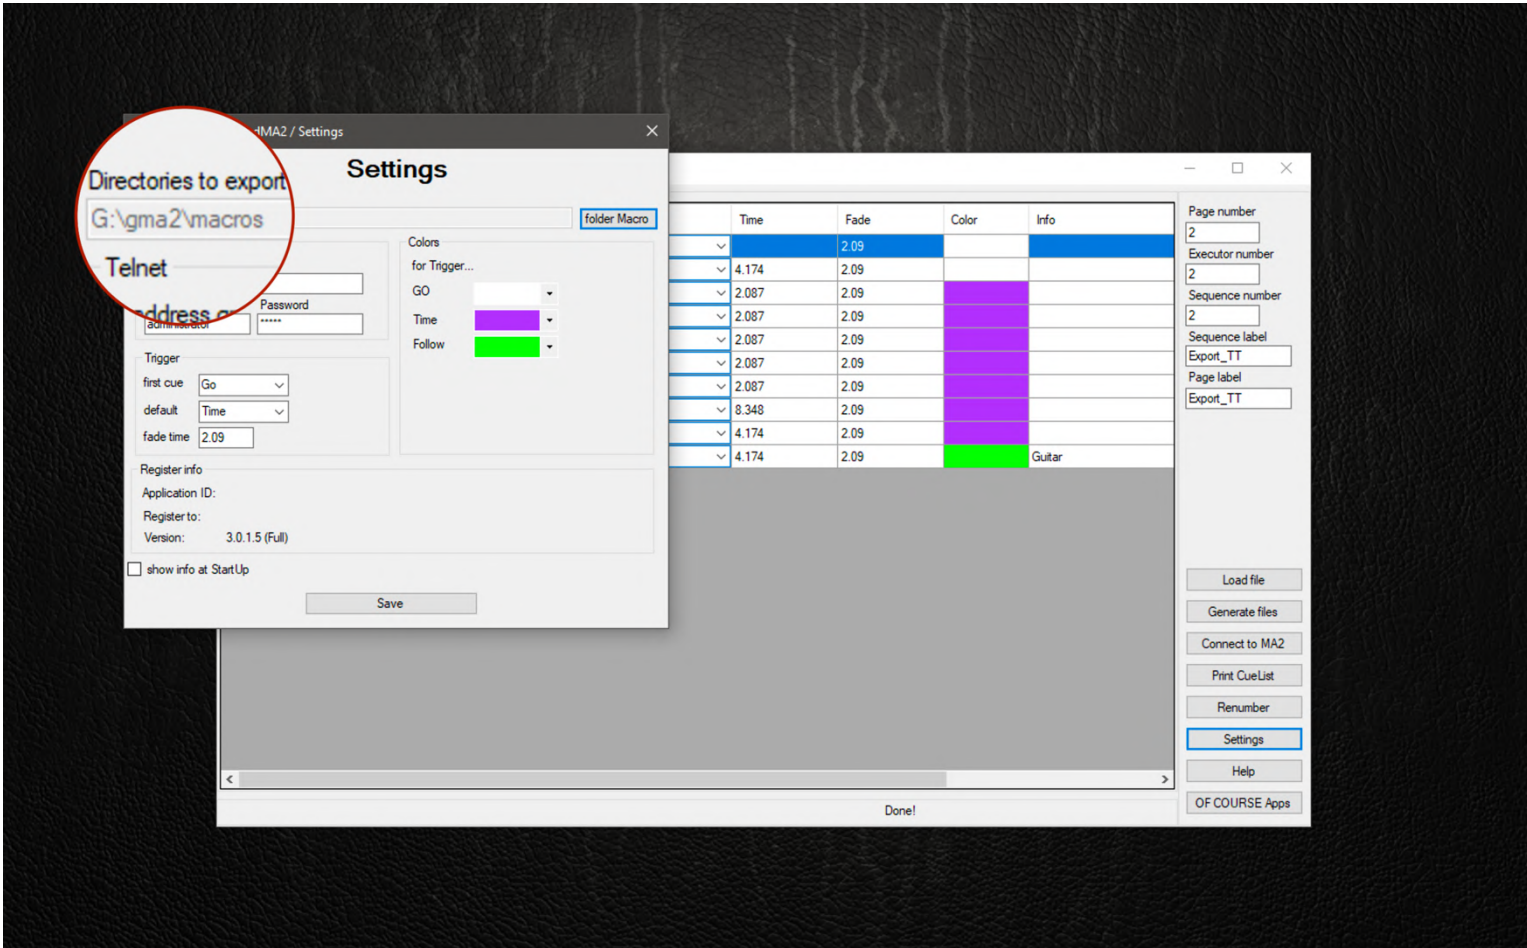 dMA2 / Settings
Settings
Directories to export
G:\gma2\macros
folder Macro
Telnet
address
Password
administrator
*****
Trigger
first cue Go
default Time
fade time 2.09
Colors
for Trigger...
GO
Time
Follow
Register info
Application ID:
Register to:
Version: 3.0.1.5 (Full)
show info at StartUp
Save
Time Fade Color Info
2.09
4.174 2.09
2.087 2.09
2.087 2.09
2.087 2.09
2.087 2.09
2.087 2.09
8.348 2.09
4.174 2.09
4.174 2.09 Guitar
Done!
Page number
2
Executor number
2
Sequence number
2
Sequence label
Export_TT
Page label
Export_TT
Load file
Generate files
Connect to MA2
Print CueList
Renumber
Settings
Help
OF COURSE Apps